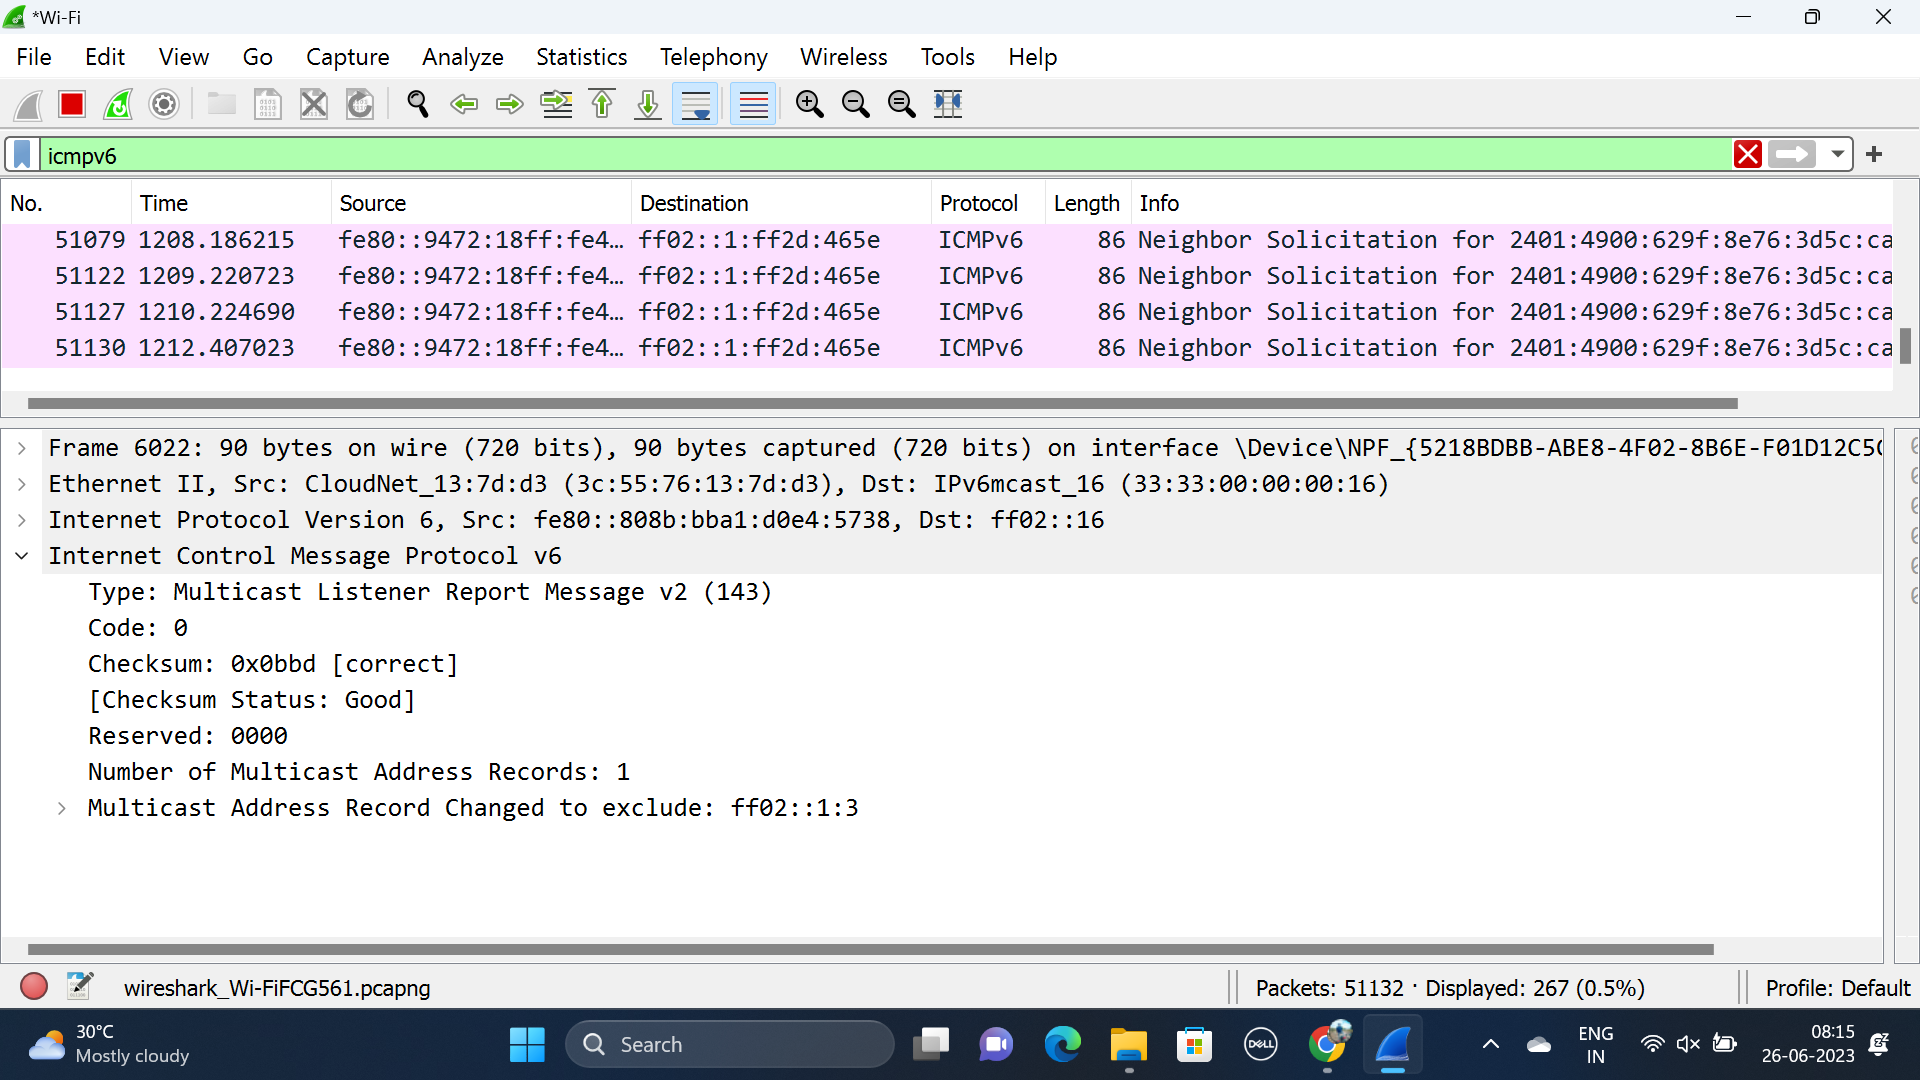 *Wi-Fi
File Edit View Go Capture Analyze Statistics Telephony Wireless Tools Help
icmpv6
No. Time Source Destination Protocol Length Info
51079 1208.186215 fe80::9472:18ff:fe4… ff02::1:ff2d:465e ICMPv6 86 Neighbor Solicitation for 2401:4900:629f:8e76:3d5c:ca
51122 1209.220723 fe80::9472:18ff:fe4… ff02::1:ff2d:465e ICMPv6 86 Neighbor Solicitation for 2401:4900:629f:8e76:3d5c:ca
51127 1210.224690 fe80::9472:18ff:fe4… ff02::1:ff2d:465e ICMPv6 86 Neighbor Solicitation for 2401:4900:629f:8e76:3d5c:ca
51130 1212.407023 fe80::9472:18ff:fe4… ff02::1:ff2d:465e ICMPv6 86 Neighbor Solicitation for 2401:4900:629f:8e76:3d5c:ca
Frame 6022: 90 bytes on wire (720 bits), 90 bytes captured (720 bits) on interface \Device\NPF_{5218BDBB-ABE8-4F02-8B6E-F01D12C5
Ethernet II, Src: CloudNet_13:7d:d3 (3c:55:76:13:7d:d3), Dst: IPv6mcast_16 (33:33:00:00:00:16)
Internet Protocol Version 6, Src: fe80::808b:bba1:d0e4:5738, Dst: ff02::16
Internet Control Message Protocol v6
Type: Multicast Listener Report Message v2 (143)
Code: 0
Checksum: 0x0bbd [correct]
[Checksum Status: Good]
Reserved: 0000
Number of Multicast Address Records: 1
Multicast Address Record Changed to exclude: ff02::1:3
wireshark_Wi-FiFCG561.pcapng Packets: 51132 · Displayed: 267 (0.5%) Profile: Default
30°C
Mostly cloudy
Search
DELL
ENG
IN
08:15
26-06-2023